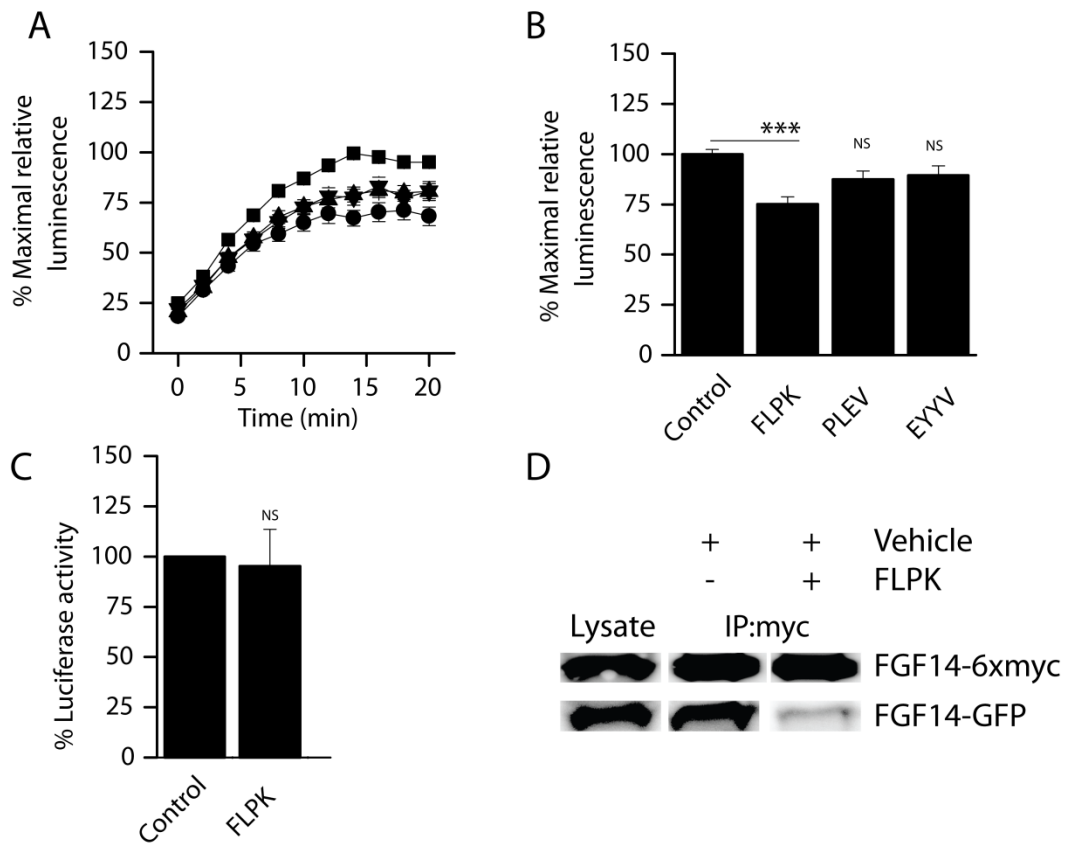 A
% Maximal relative
luminescence
150
125
100
75
50
25
0
0 5 10 15 20
Time (min)
B
% Maximal relative
luminescence
150
125
100
75
50
25
0
***
NS
NS
Control
FLPK
PLEV
EYYV
C
% Luciferase activity
150
125
100
75
50
25
0
NS
Control
FLPK
D
+ + Vehicle
- + FLPK
Lysate IP:myc
FGF14-6xmyc
FGF14-GFP